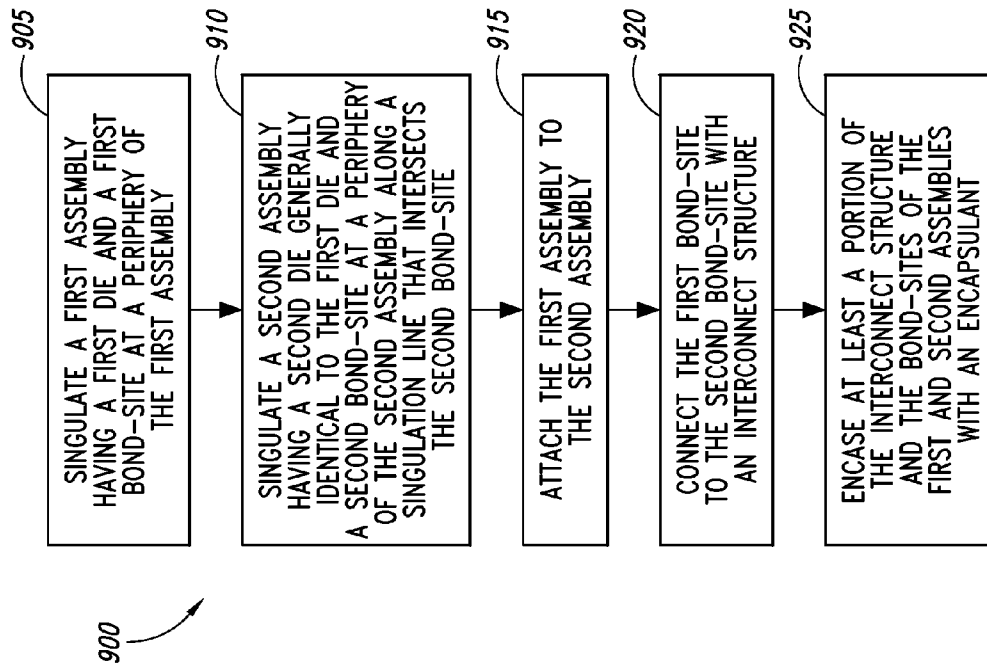 900
905
SINGULATE A FIRST ASSEMBLY
HAVING A FIRST DIE AND A FIRST
BOND-SITE AT A PERIPHERY OF
THE FIRST ASSEMBLY
910
SINGULATE A SECOND ASSEMBLY
HAVING A SECOND DIE GENERALLY
IDENTICAL TO THE FIRST DIE AND
A SECOND BOND-SITE AT A PERIPHERY
OF THE SECOND ASSEMBLY ALONG A
SINGULATION LINE THAT INTERSECTS
THE SECOND BOND-SITE
915
ATTACH THE FIRST ASSEMBLY TO
THE SECOND ASSEMBLY
920
CONNECT THE FIRST BOND-SITE
TO THE SECOND BOND-SITE WITH
AN INTERCONNECT STRUCTURE
925
ENCASE AT LEAST A PORTION OF
THE INTERCONNECT STRUCTURE
AND THE BOND-SITES OF THE
FIRST AND SECOND ASSEMBLIES
WITH AN ENCAPSULANT